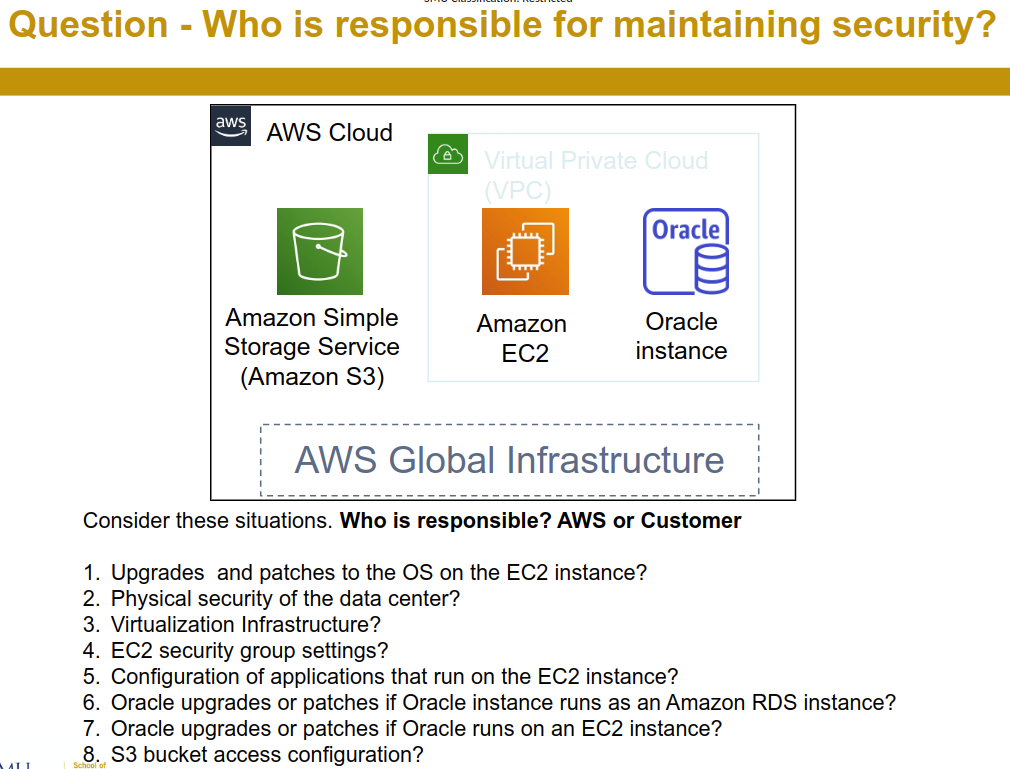 Question - Who is responsible for maintaining security?
aws
AWS Cloud
Virtual Private Cloud
(VPC)
Oracle
Amazon Simple
Storage Service
(Amazon S3)
Amazon
EC2
Oracle
instance
AWS Global Infrastructure
Consider these situations. Who is responsible? AWS or Customer
1. Upgrades  and patches to the OS on the EC2 instance?
2. Physical security of the data center?
3. Virtualization Infrastructure?
4. EC2 security group settings?
5. Configuration of applications that run on the EC2 instance?
6. Oracle upgrades or patches if Oracle instance runs as an Amazon RDS instance?
7. Oracle upgrades or patches if Oracle runs on an EC2 instance?
8. S3 bucket access configuration?
School of